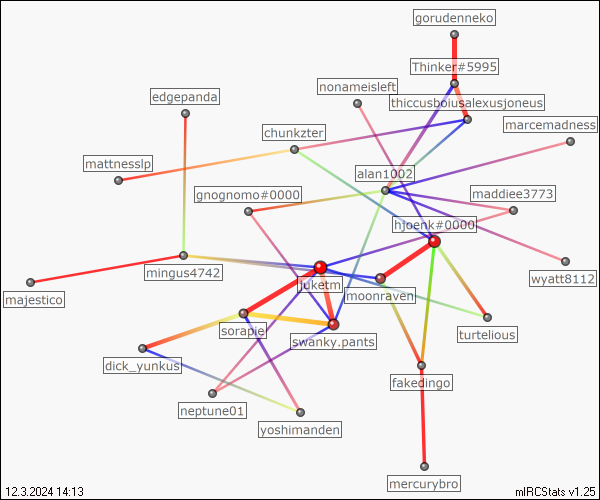 gorudenneko
Thinker#5995
nonameisleft
edgepanda
thiccusboiusalexusjoneus
marcemadness
chunkzter
mattnesslp
alan1002
gnognomo#0000
maddiee3773
hjoenk#0000
mingus4742
wyatt8112
juketm
moonraven
majestico
sorapie
swanky.pants
turtelious
dick_yunkus
fakedingo
neptune01
yoshimanden
mercurybro
12.3.2024 14:13
mIRCStats v1.25